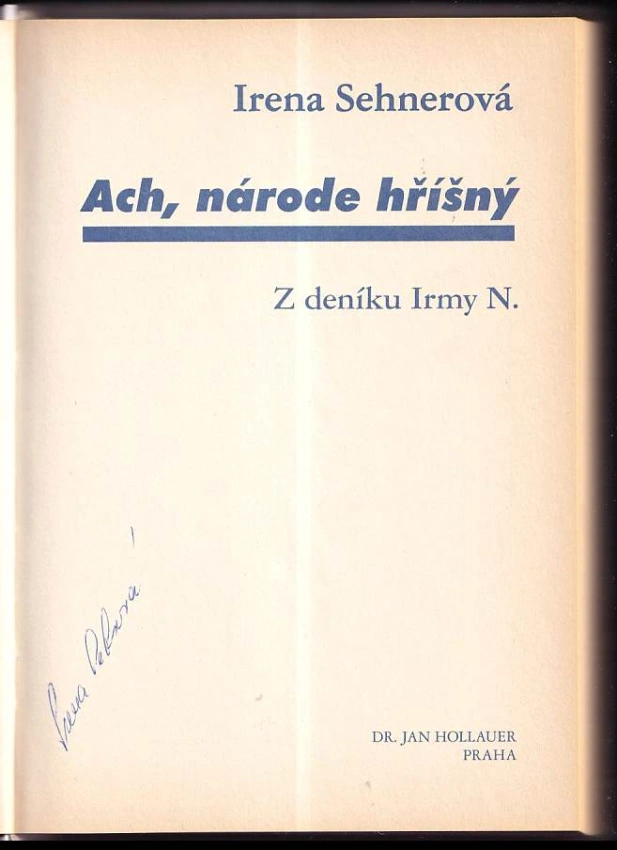 Irena Sehnerová
Ach, národe hříšný
Z deníku Irmy N.
DR. JAN HOLLAUER
PRAHA